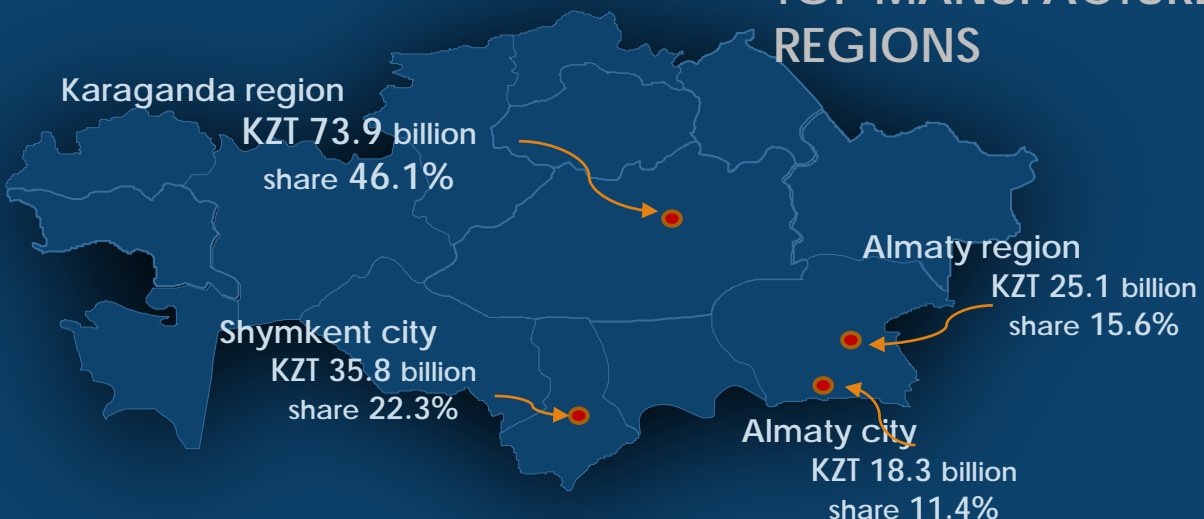 REGIONS
Karaganda region
KZT 73.9 billion
share 46.1%
Almaty region
KZT 25.1 billion
share 15.6%
Shymkent city
KZT 35.8 billion
share 22.3%
Almaty city
KZT 18.3 billion
share 11.4%